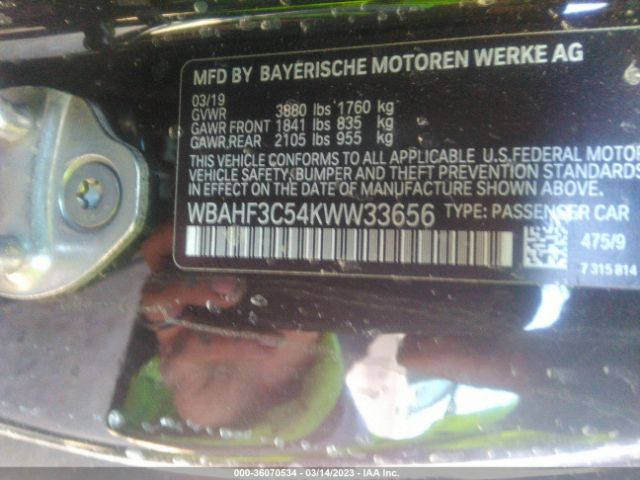 MFD BY BAYERISCHE MOTOREN WERKE AG
03/19
GVWR 3880 lbs 1760 kg
GAWR FRONT 1841 lbs 835 kg
GAWR REAR 2105 lbs 955 kg
THIS VEHICLE CONFORMS TO ALL APPLICABLE U.S.FEDERAL MOTOR
VEHICLE SAFETY, BUMPER AND THEFT PREVENTION STANDARDS
IN EFFECT ON THE DATE OF MANUFACTURE SHOWN ABOVE.
WBAHF3C54KWW33656 TYPE: PASSENGER CAR
475/9
7 315 814
000-36070534 — 03/14/2023 — IAA Inc.